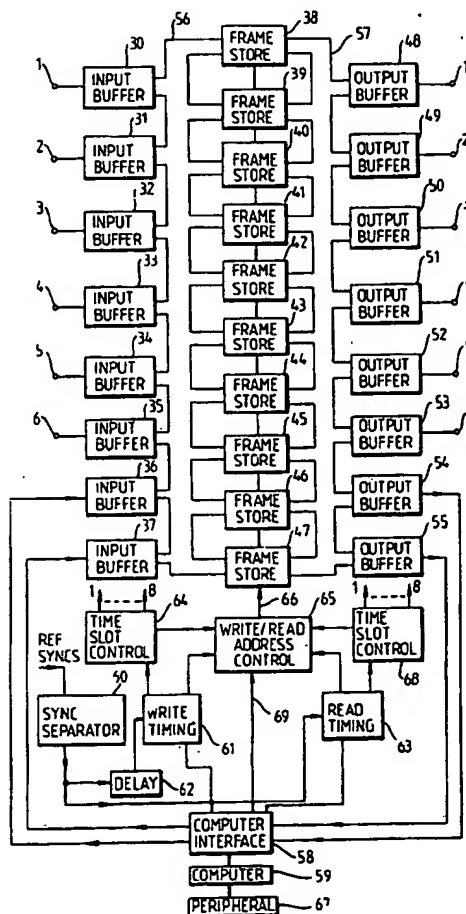 56
38
1
30
INPUT BUFFER
FRAME STORE
57
48
OUTPUT BUFFER
1
39
2
31
INPUT BUFFER
FRAME STORE
49
OUTPUT BUFFER
2
40
FRAME STORE
3
32
INPUT BUFFER
41
FRAME STORE
50
OUTPUT BUFFER
4
33
INPUT BUFFER
42
FRAME STORE
51
OUTPUT BUFFER
43
FRAME STORE
5
34
INPUT BUFFER
44
FRAME STORE
52
OUTPUT BUFFER
6
35
INPUT BUFFER
45
FRAME STORE
53
OUTPUT BUFFER
36
INPUT BUFFER
46
FRAME STORE
54
OUTPUT BUFFER
37
INPUT BUFFER
47
FRAME STORE
55
OUTPUT BUFFER
1 8
64
66
65
1 8
TIME SLOT CONTROL
WRITE/READ ADDRESS CONTROL
TIME SLOT CONTROL
68
REF SYNCS
SYNC SEPARATOR
WRITE TIMING
61
69
READ TIMING
63
DELAY
62
COMPUTER INTERFACE
58
COMPUTER
59
PERIPHERAL
67